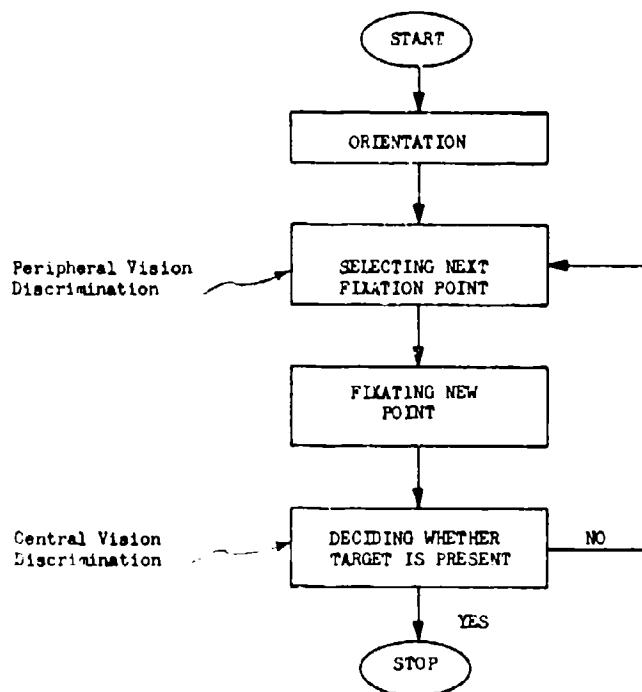 START
ORIENTATION
Peripheral Vision
Discrimination
SELECTING NEXT
FIXATION POINT
FIXATING NEW
POINT
Central Vision
Discrimination
DECIDING WHETHER
TARGET IS PRESENT
NO
YES
STOP